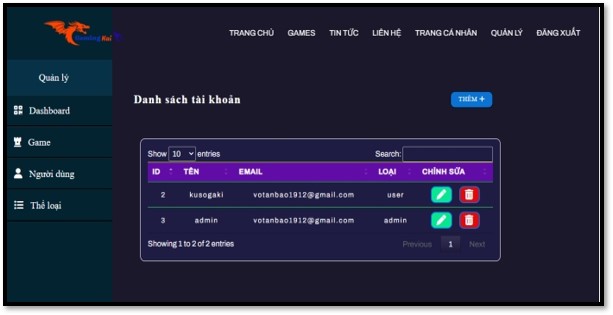 TRANG CHỦ GAMES TIN TỨC LIÊN HỆ TRANG CÁ NHÂN QUẢN LÝ ĐĂNG XUẤT
Quản lý
Dashboard
Game
Người dùng
Thể loại
Danh sách tài khoản
THÊM +
Show 10 entries Search:
ID TÊN EMAIL LOẠI CHỈNH SỬA
2 kusogaki votanbao1912@gmail.com user
3 admin votanbao1912@gmail.com admin
Showing 1 to 2 of 2 entries Previous 1 Next